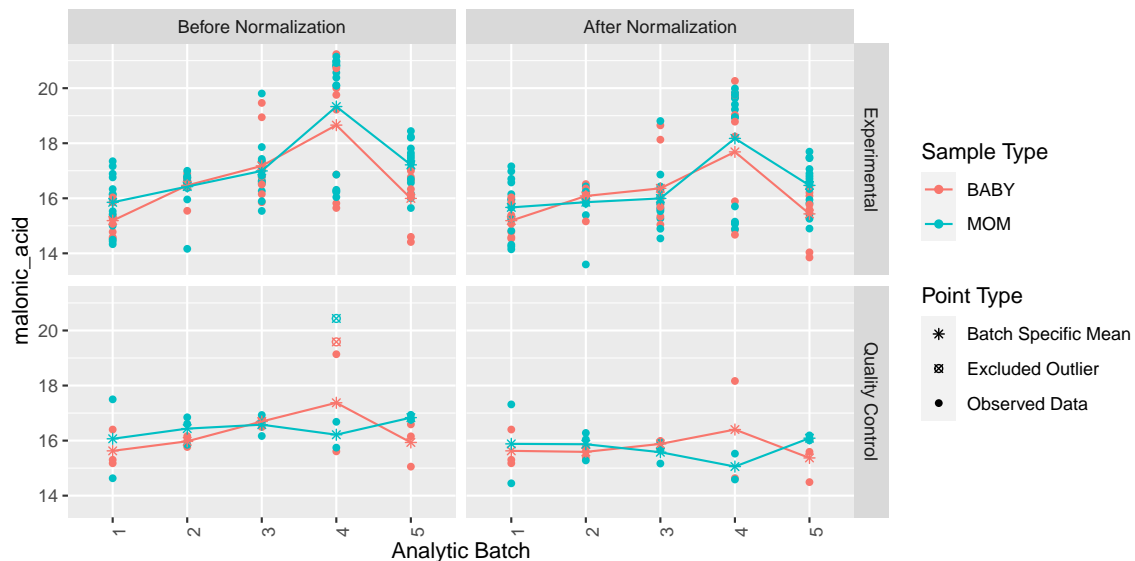 Before Normalization
After Normalization
malonic_acid
20
18
16
14
Experimental
20
18
16
14
Quality Control
1
2
3
4
5
1
2
3
4
5
Analytic Batch
Sample Type
BABY
MOM
Point Type
Batch Specific Mean
Excluded Outlier
Observed Data